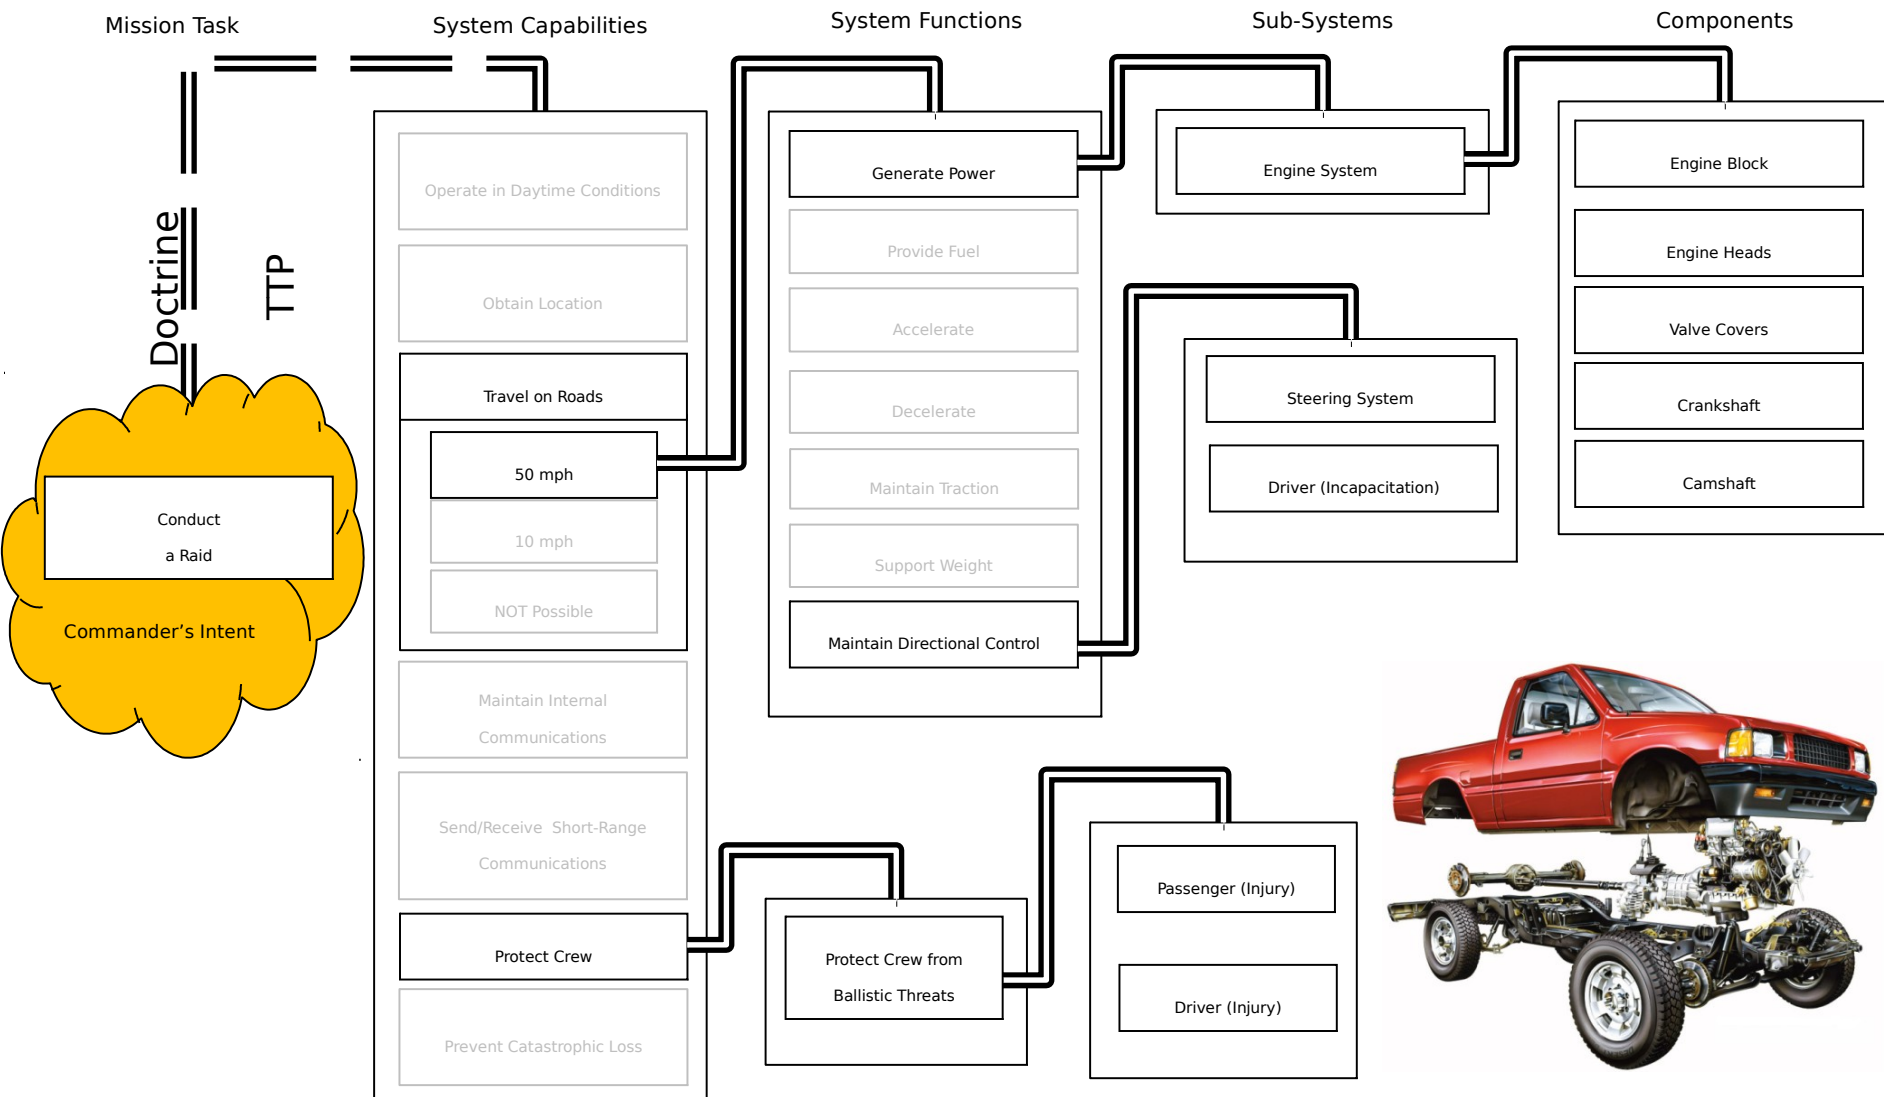 Mission Task
System Capabilities
System Functions
Sub-Systems
Components
Doctrine
TTP
Conduct
a Raid
Commander’s Intent
Operate in Daytime Conditions
Obtain Location
Travel on Roads
50 mph
10 mph
NOT Possible
Maintain Internal
Communications
Send/Receive  Short-Range
Communications
Protect Crew
Prevent Catastrophic Loss
Generate Power
Provide Fuel
Accelerate
Decelerate
Maintain Traction
Support Weight
Maintain Directional Control
Protect Crew from
Ballistic Threats
Engine System
Steering System
Driver (Incapacitation)
Passenger (Injury)
Driver (Injury)
Engine Block
Engine Heads
Valve Covers
Crankshaft
Camshaft